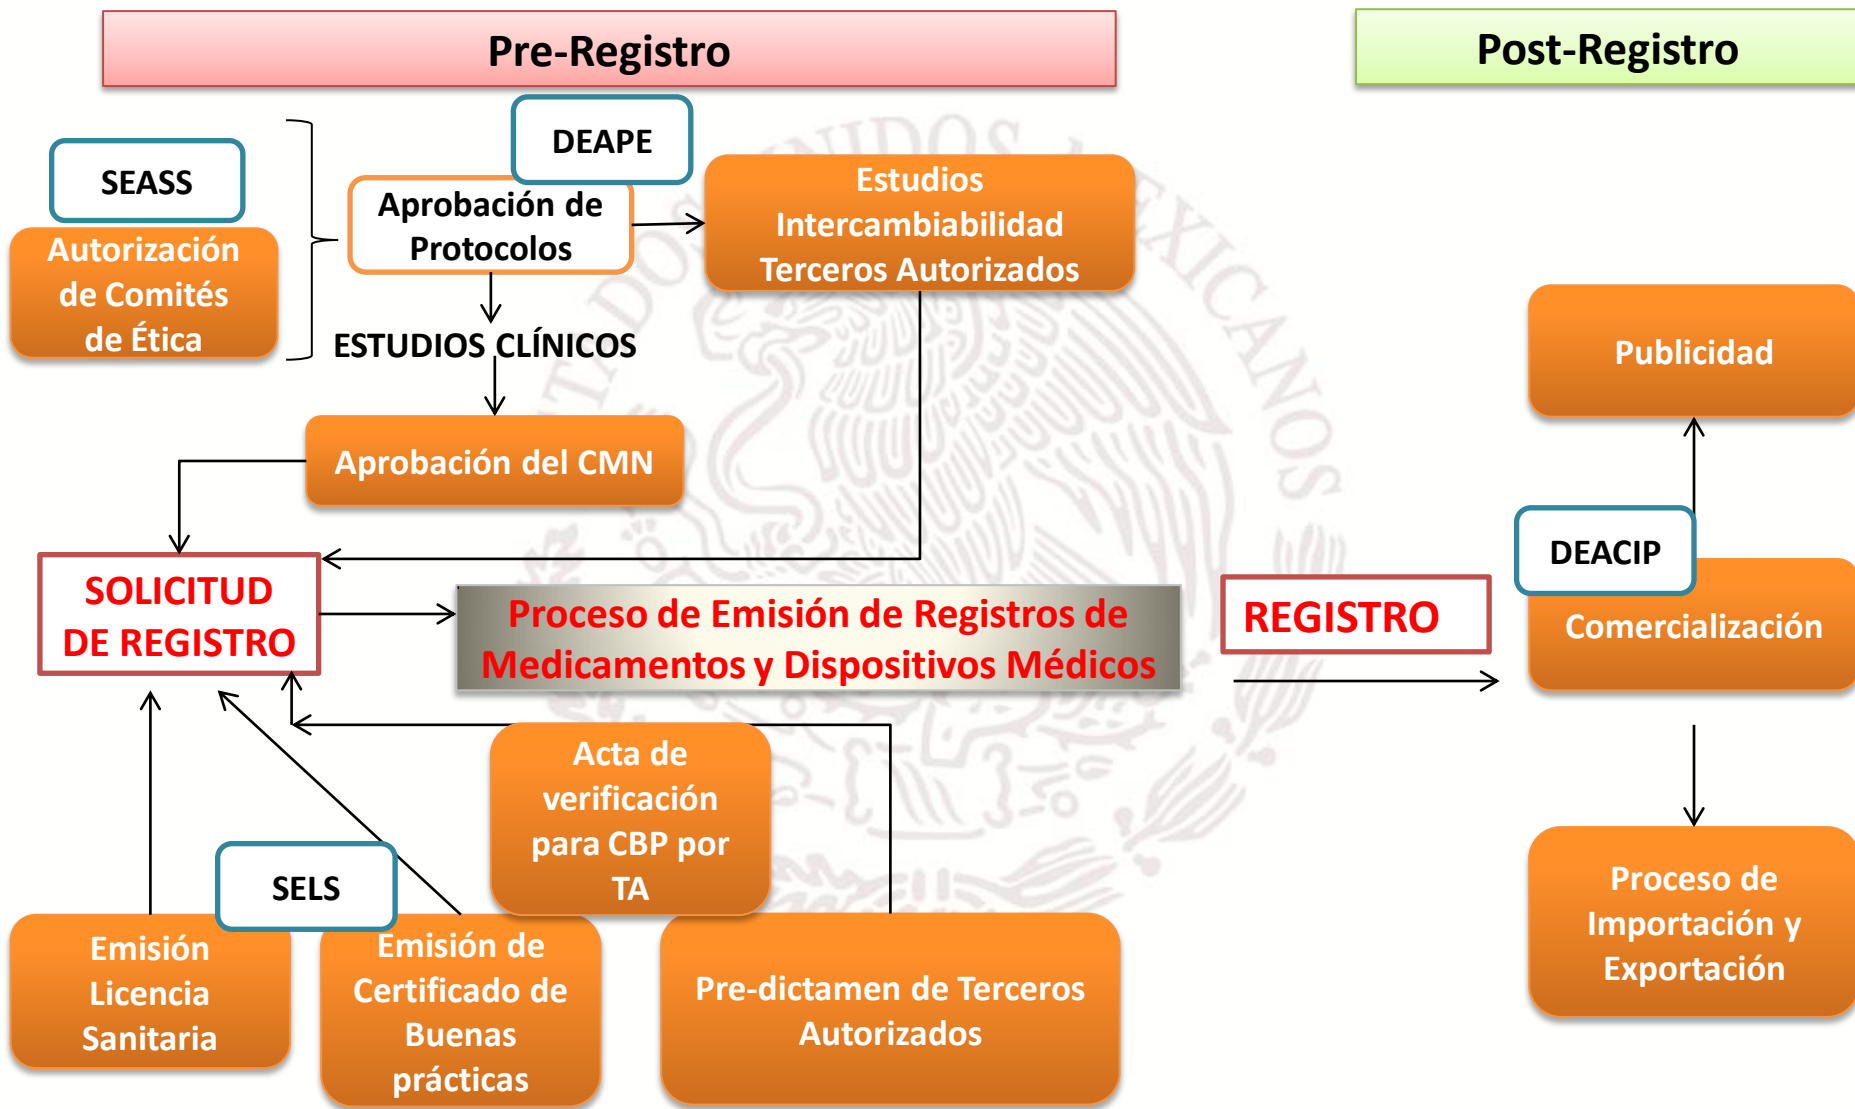 Pre-Registro
Post-Registro
DEAPE
SEASS
Aprobación de
Protocolos
Estudios
Intercambiabilidad
Terceros Autorizados
Autorización
de Comités
de Ética
ESTUDIOS CLÍNICOS
Publicidad
Aprobación del CMN
SOLICITUD
DE REGISTRO
Proceso de Emisión de Registros de
Medicamentos y Dispositivos Médicos
REGISTRO
DEACIP
Comercialización
Acta de
verificación
para CBP por
TA
SELS
Emisión
Licencia
Sanitaria
Emisión de
Certificado de
Buenas
prácticas
Pre-dictamen de Terceros
Autorizados
Proceso de
Importación y
Exportación